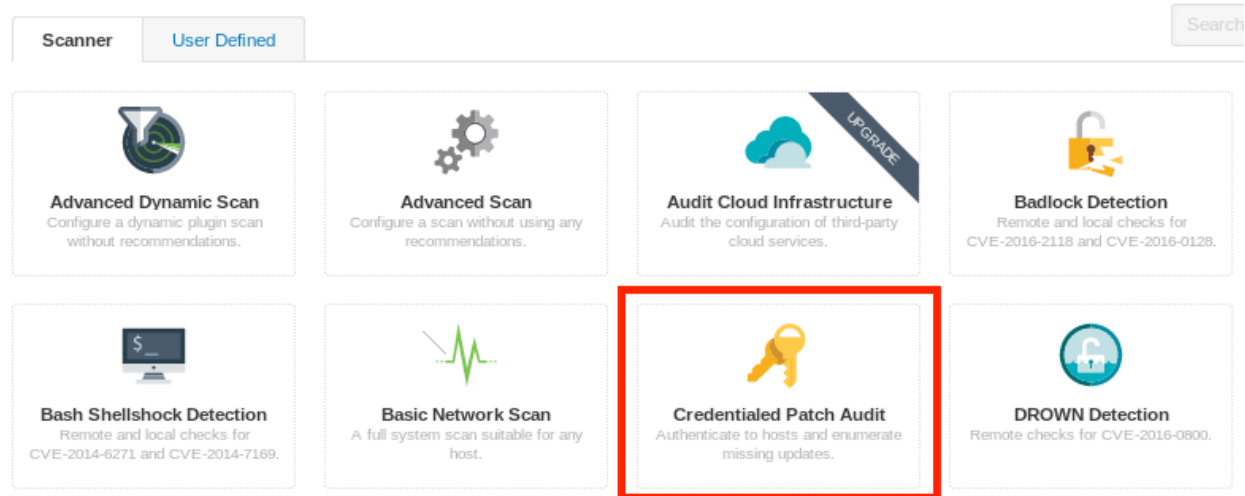 Scanner
User Defined
Search
UPGRADE
Advanced Dynamic Scan
Configure a dynamic plugin scan
without recommendations.
Advanced Scan
Configure a scan without using any
recommendations.
Audit Cloud Infrastructure
Audit the configuration of third-party
cloud services.
Badlock Detection
Remote and local checks for
CVE-2016-2118 and CVE-2016-0128.
$_
Bash Shellshock Detection
Remote and local checks for
CVE-2014-6271 and CVE-2014-7169.
Basic Network Scan
A full system scan suitable for any
host.
Credentialed Patch Audit
Authenticate to hosts and enumerate
missing updates.
DROWN Detection
Remote checks for CVE-2016-0800.